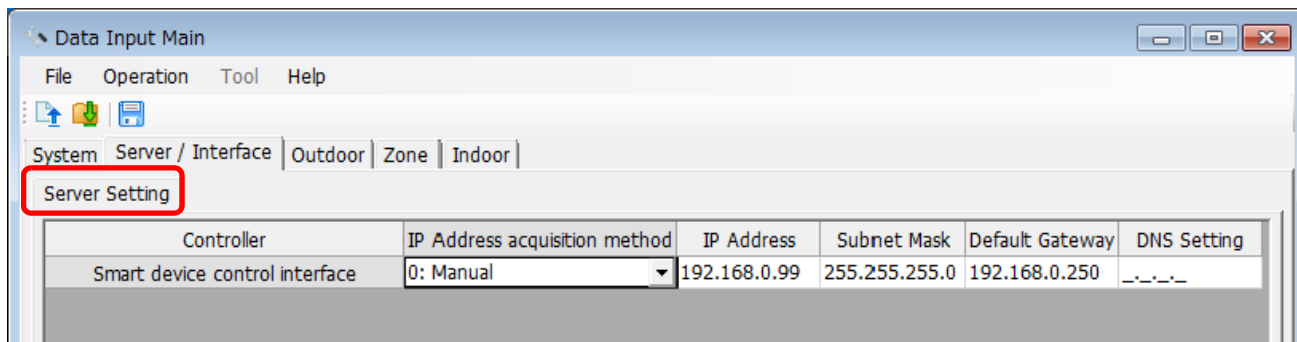 Data Input Main
File Operation Tool Help
System Server / Interface Outdoor Zone Indoor
Server Setting
Controller IP Address acquisition method IP Address Subnet Mask Default Gateway DNS Setting
Smart device control interface 0: Manual 192.168.0.99 255.255.255.0 192.168.0.250 _._._._